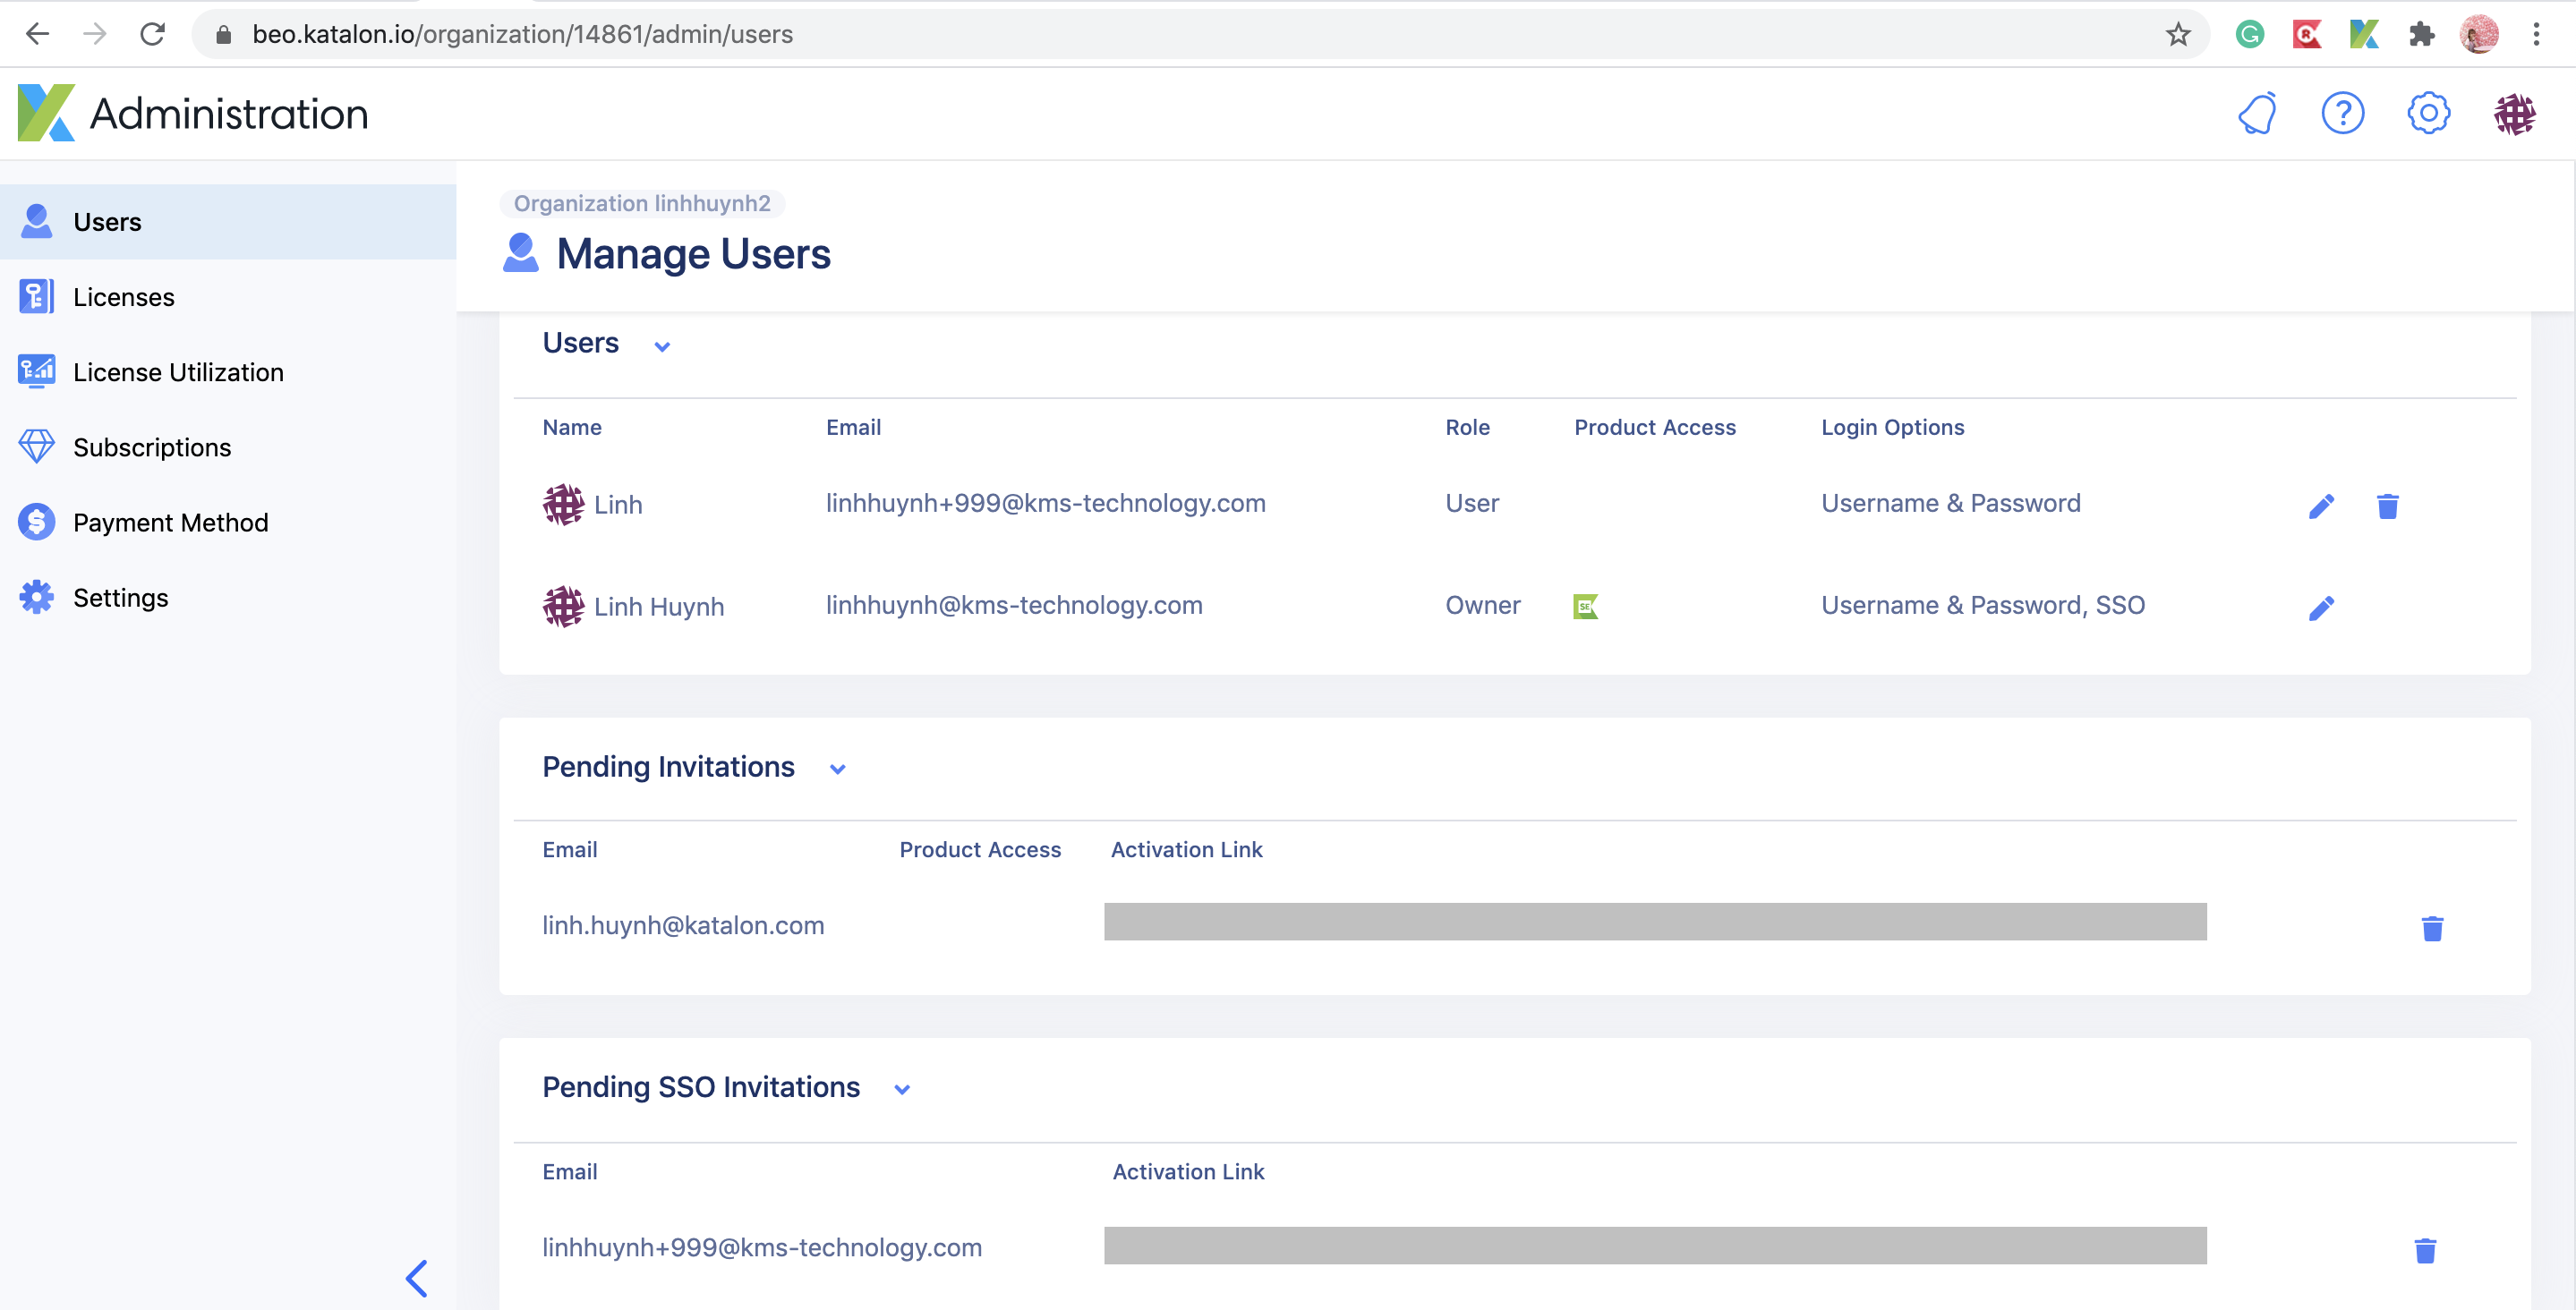 beo.katalon.io/organization/14861/admin/users
Administration
Users
Licenses
License Utilization
Subscriptions
Payment Method
Settings
Organization linhhuynh2
Manage Users
Users
Name Email Role Product Access Login Options
Linh linhhuynh+999@kms-technology.com User Username & Password
Linh Huynh linhhuynh@kms-technology.com Owner SE Username & Password, SSO
Pending Invitations
Email Product Access Activation Link
linh.huynh@katalon.com
Pending SSO Invitations
Email Activation Link
linhhuynh+999@kms-technology.com